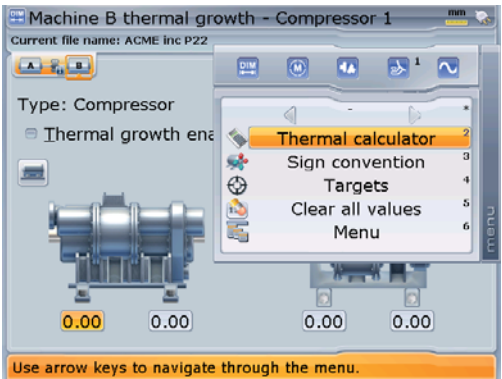 Machine B thermal growth - Compressor 1 mm
Current file name: ACME inc P22
A B
DIM M 1
Type: Compressor
- *
Thermal growth ena
Thermal calculator 2
Sign convention 3
Targets 4
Clear all values 5
Menu 6
menu
0.00 0.00 0.00 0.00
Use arrow keys to navigate through the menu.